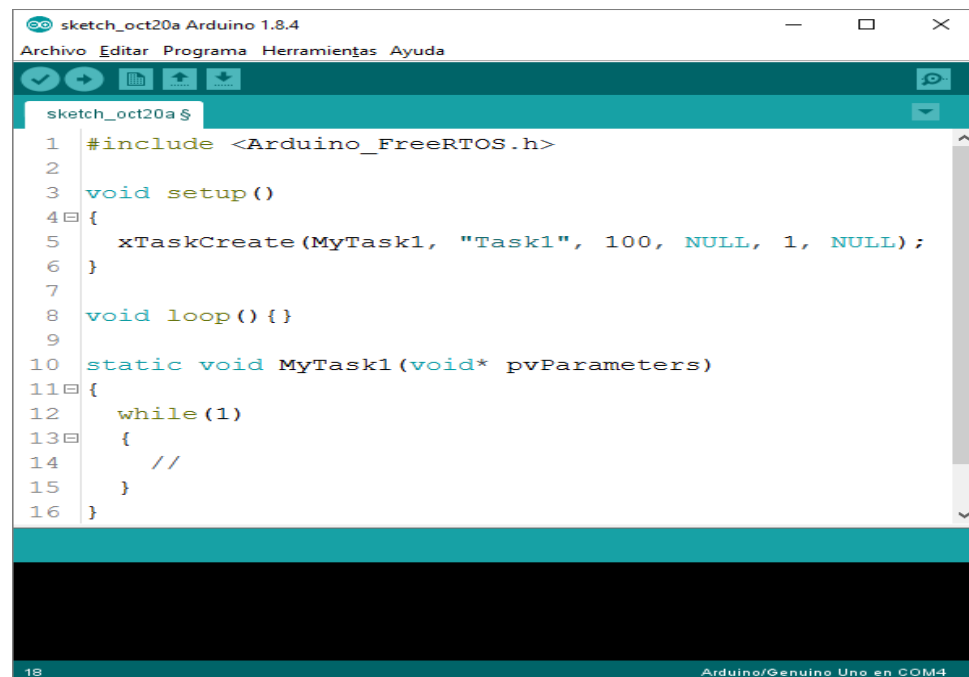 sketch_oct20a Arduino 1.8.4
Archivo Editar Programa Herramientas Ayuda
sketch_oct20a §
1 #include <Arduino_FreeRTOS.h>
2
3 void setup()
4 {
5 xTaskCreate(MyTask1, "Task1", 100, NULL, 1, NULL);
6 }
7
8 void loop(){}
9
10 static void MyTask1(void* pvParameters)
11 {
12 while(1)
13 {
14 //
15 }
16 }
18 Arduino/Genuino Uno en COM4